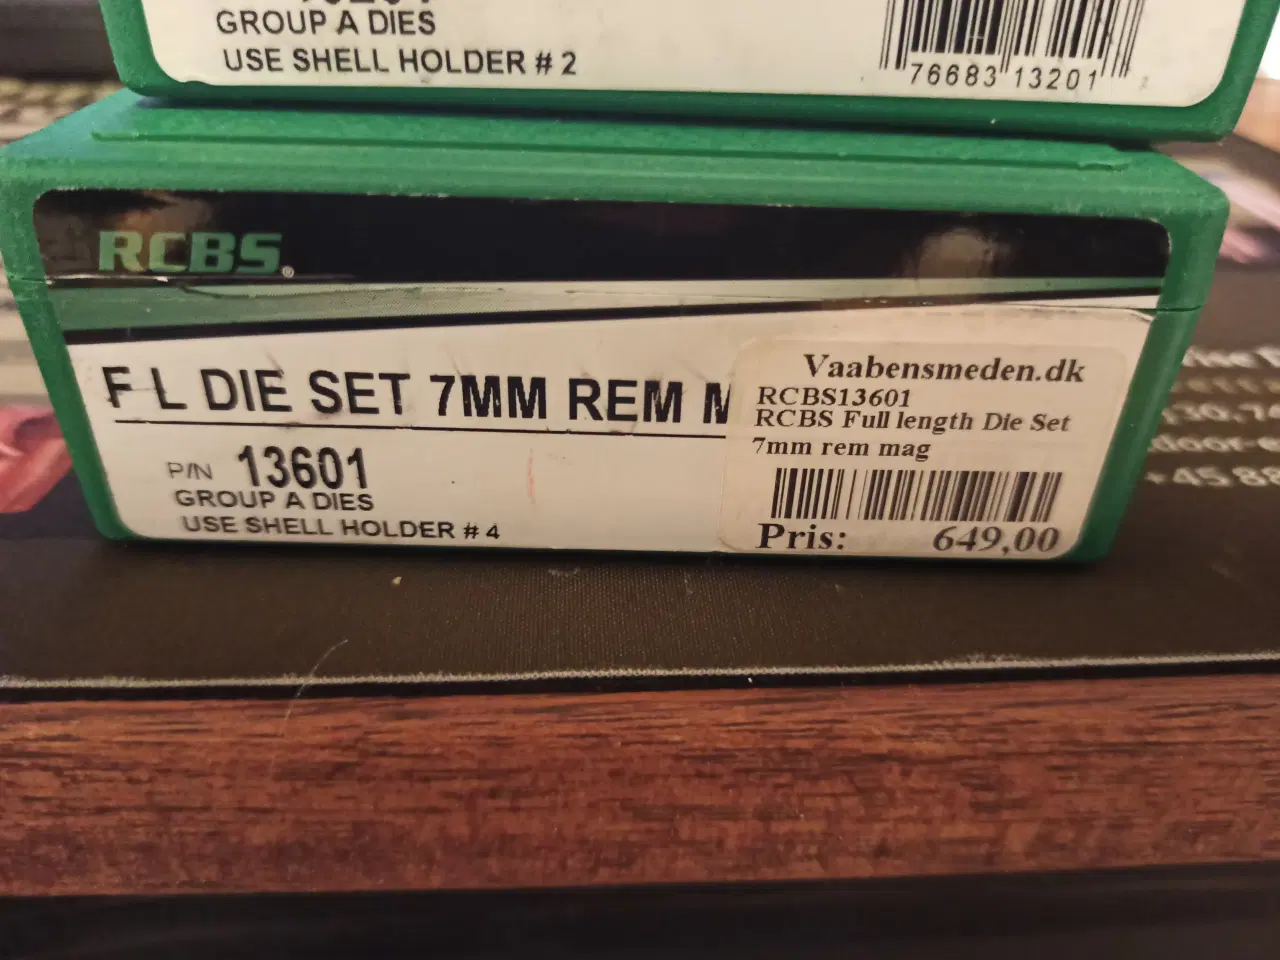 GROUP A DIES
USE SHELL HOLDER # 2
76683 13201
RCBS®
F L DIE SET 7MM REM M
P/N 13601
GROUP A DIES
USE SHELL HOLDER # 4
Vaabensmeden.dk
RCBS13601
RCBS Full length Die Set
7mm rem mag
Pris: 649,00